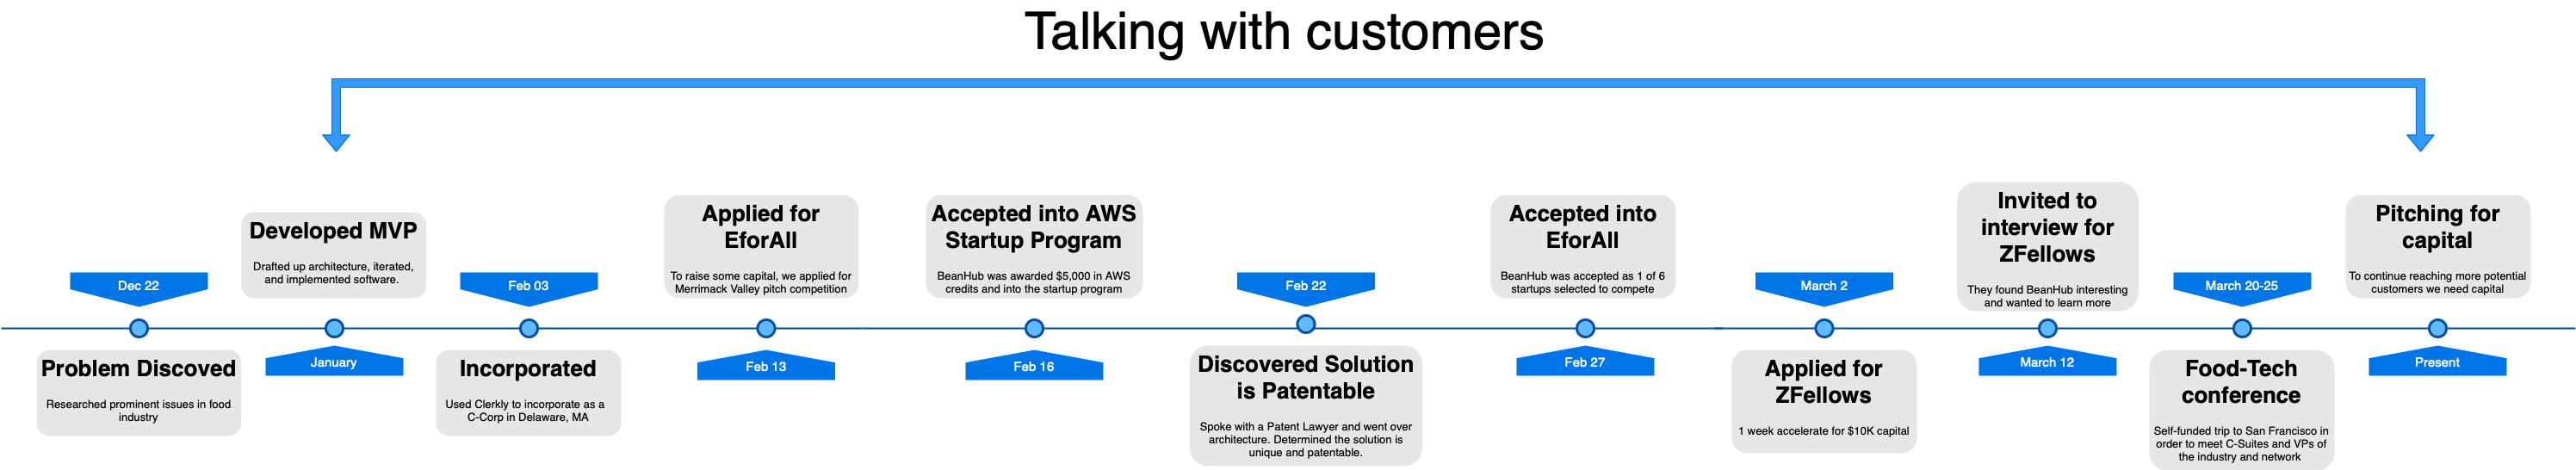 Talking with customers
Dec 22
Problem Discoved
Researched prominent issues in food
industry
Developed MVP
Drafted up architecture, iterated,
and implemented software.
January
Feb 03
Incorporated
Used Clerkly to incorporate as a
C-Corp in Delaware, MA
Applied for
EforAll
To raise some capital, we applied for
Merrimack Valley pitch competition
Feb 13
Accepted into AWS
Startup Program
BeanHub was awarded $5,000 in AWS
credits and into the startup program
Feb 16
Feb 22
Discovered Solution
is Patentable
Spoke with a Patent Lawyer and went over
architecture. Determined the solution is
unique and patentable.
Accepted into
EforAll
BeanHub was accepted as 1 of 6
startups selected to compete
Feb 27
March 2
Applied for
ZFellows
1 week accelerate for $10K capital
Invited to
interview for
ZFellows
They found BeanHub interesting
and wanted to learn more
March 12
March 20-25
Food-Tech
conference
Self-funded trip to San Francisco in
order to meet C-Suites and VPs of
the industry and network
Pitching for
capital
To continue reaching more potential
customers we need capital
Present